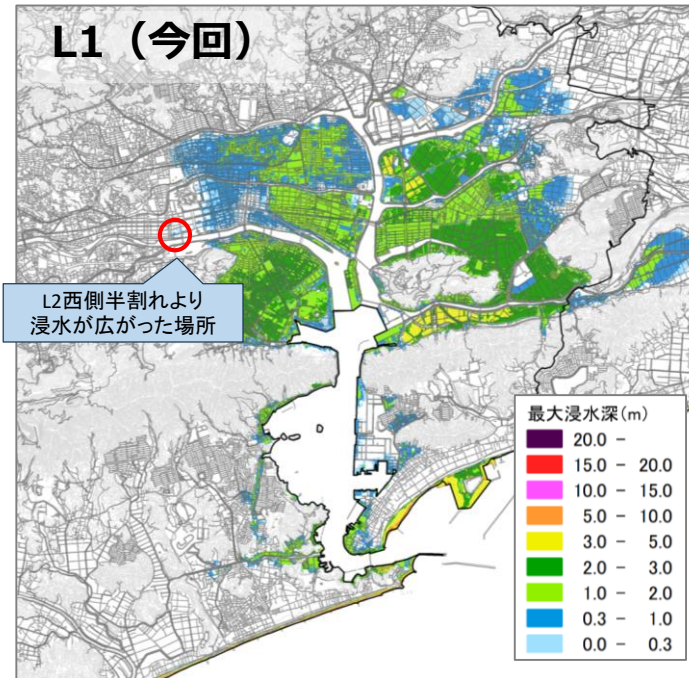 L1（今回）
L2西側半割れより
浸水が広がった場所
最大浸水深(m)
20.0 -
15.0 - 20.0
10.0 - 15.0
5.0 - 10.0
3.0 - 5.0
2.0 - 3.0
1.0 - 2.0
0.3 - 1.0
0.0 - 0.3